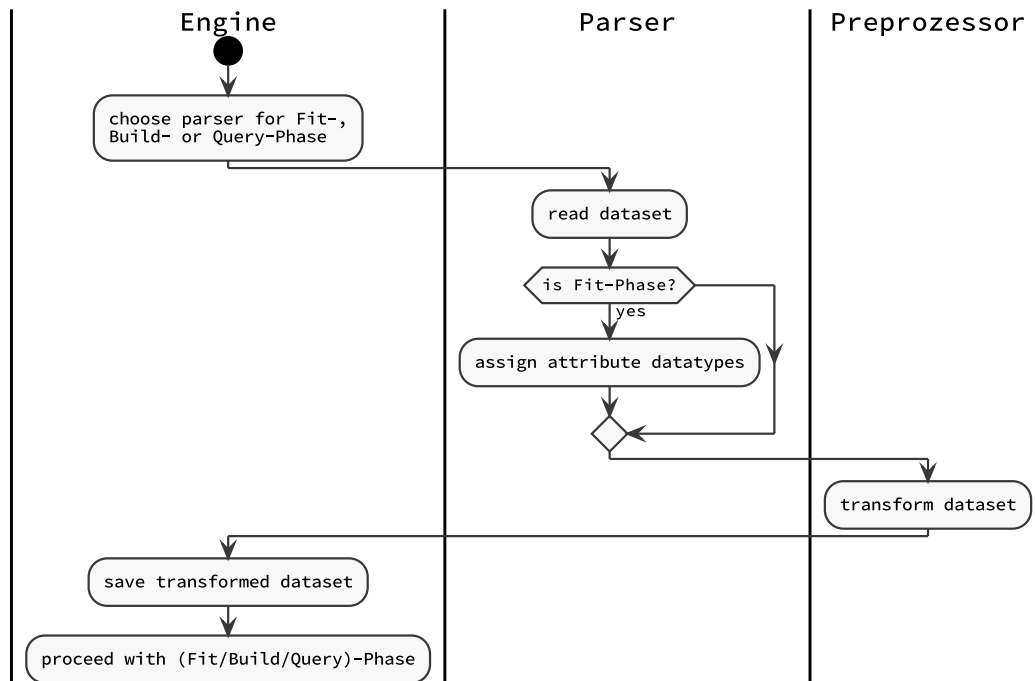 Engine
Parser
Preprozessor
choose parser for Fit-,
Build- or Query-Phase
read dataset
is Fit-Phase?
yes
assign attribute datatypes
transform dataset
save transformed dataset
proceed with (Fit/Build/Query)-Phase